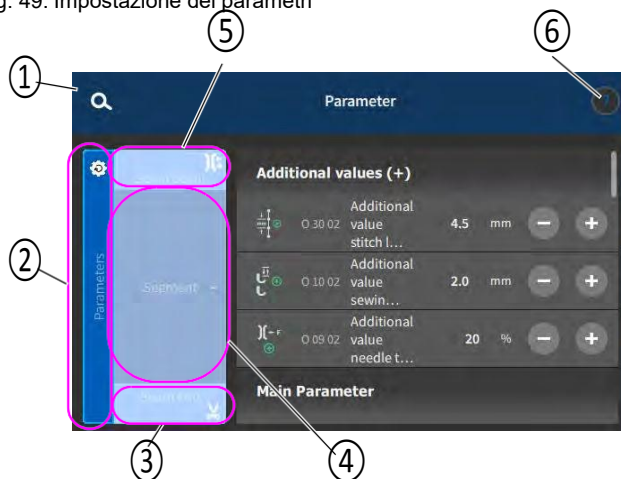 g. 49: Impostazione dei parametri
5
6
1
Parameter
?
Additional values (+)
Additional
O 30 02 value 4.5 mm - +
stitch l...
Parameters
2
Segment -
Additional
O 10 02 value 2.0 mm - +
sewin...
Additional
O 09 02 value 20 % - +
needle t...
Main Parameter
3
4